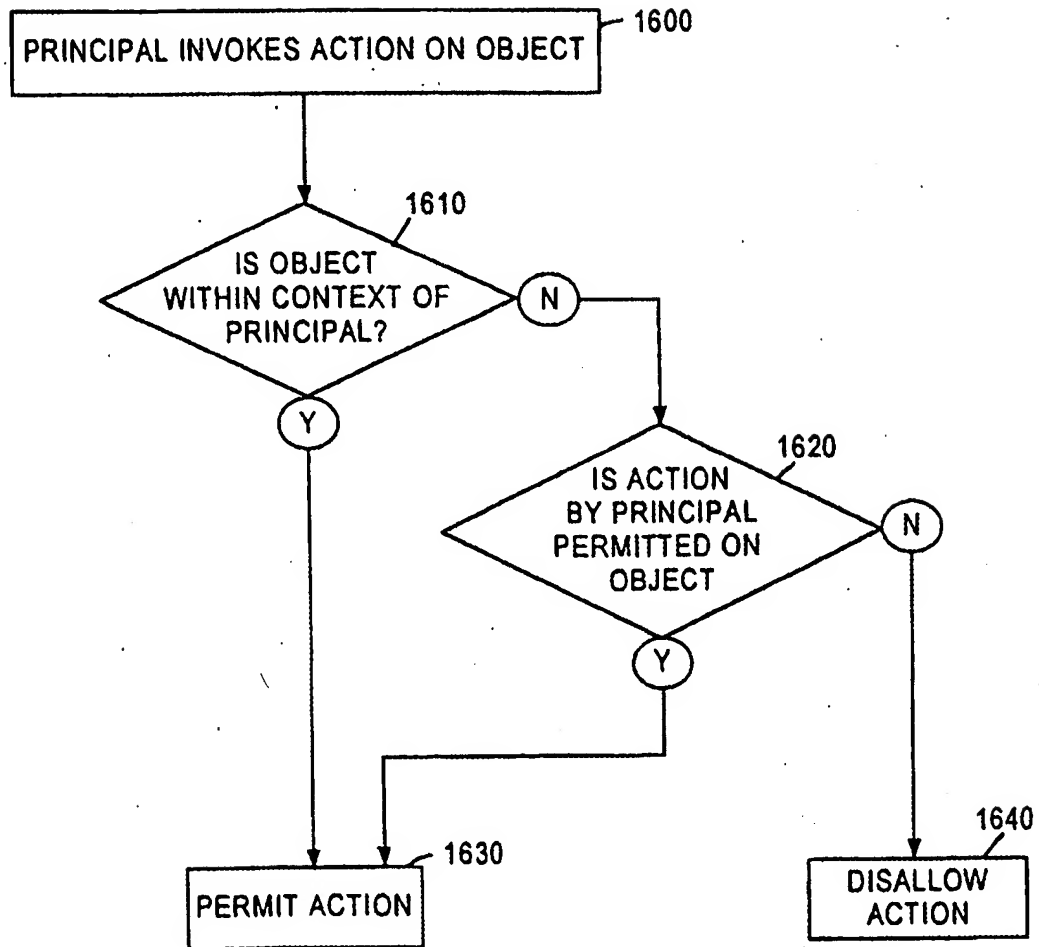 1600
PRINCIPAL INVOKES ACTION ON OBJECT
1610
IS OBJECT
WITHIN CONTEXT OF
PRINCIPAL?
N
Y
1620
IS ACTION
BY PRINCIPAL
PERMITTED ON
OBJECT
N
Y
1630
PERMIT ACTION
1640
DISALLOW
ACTION